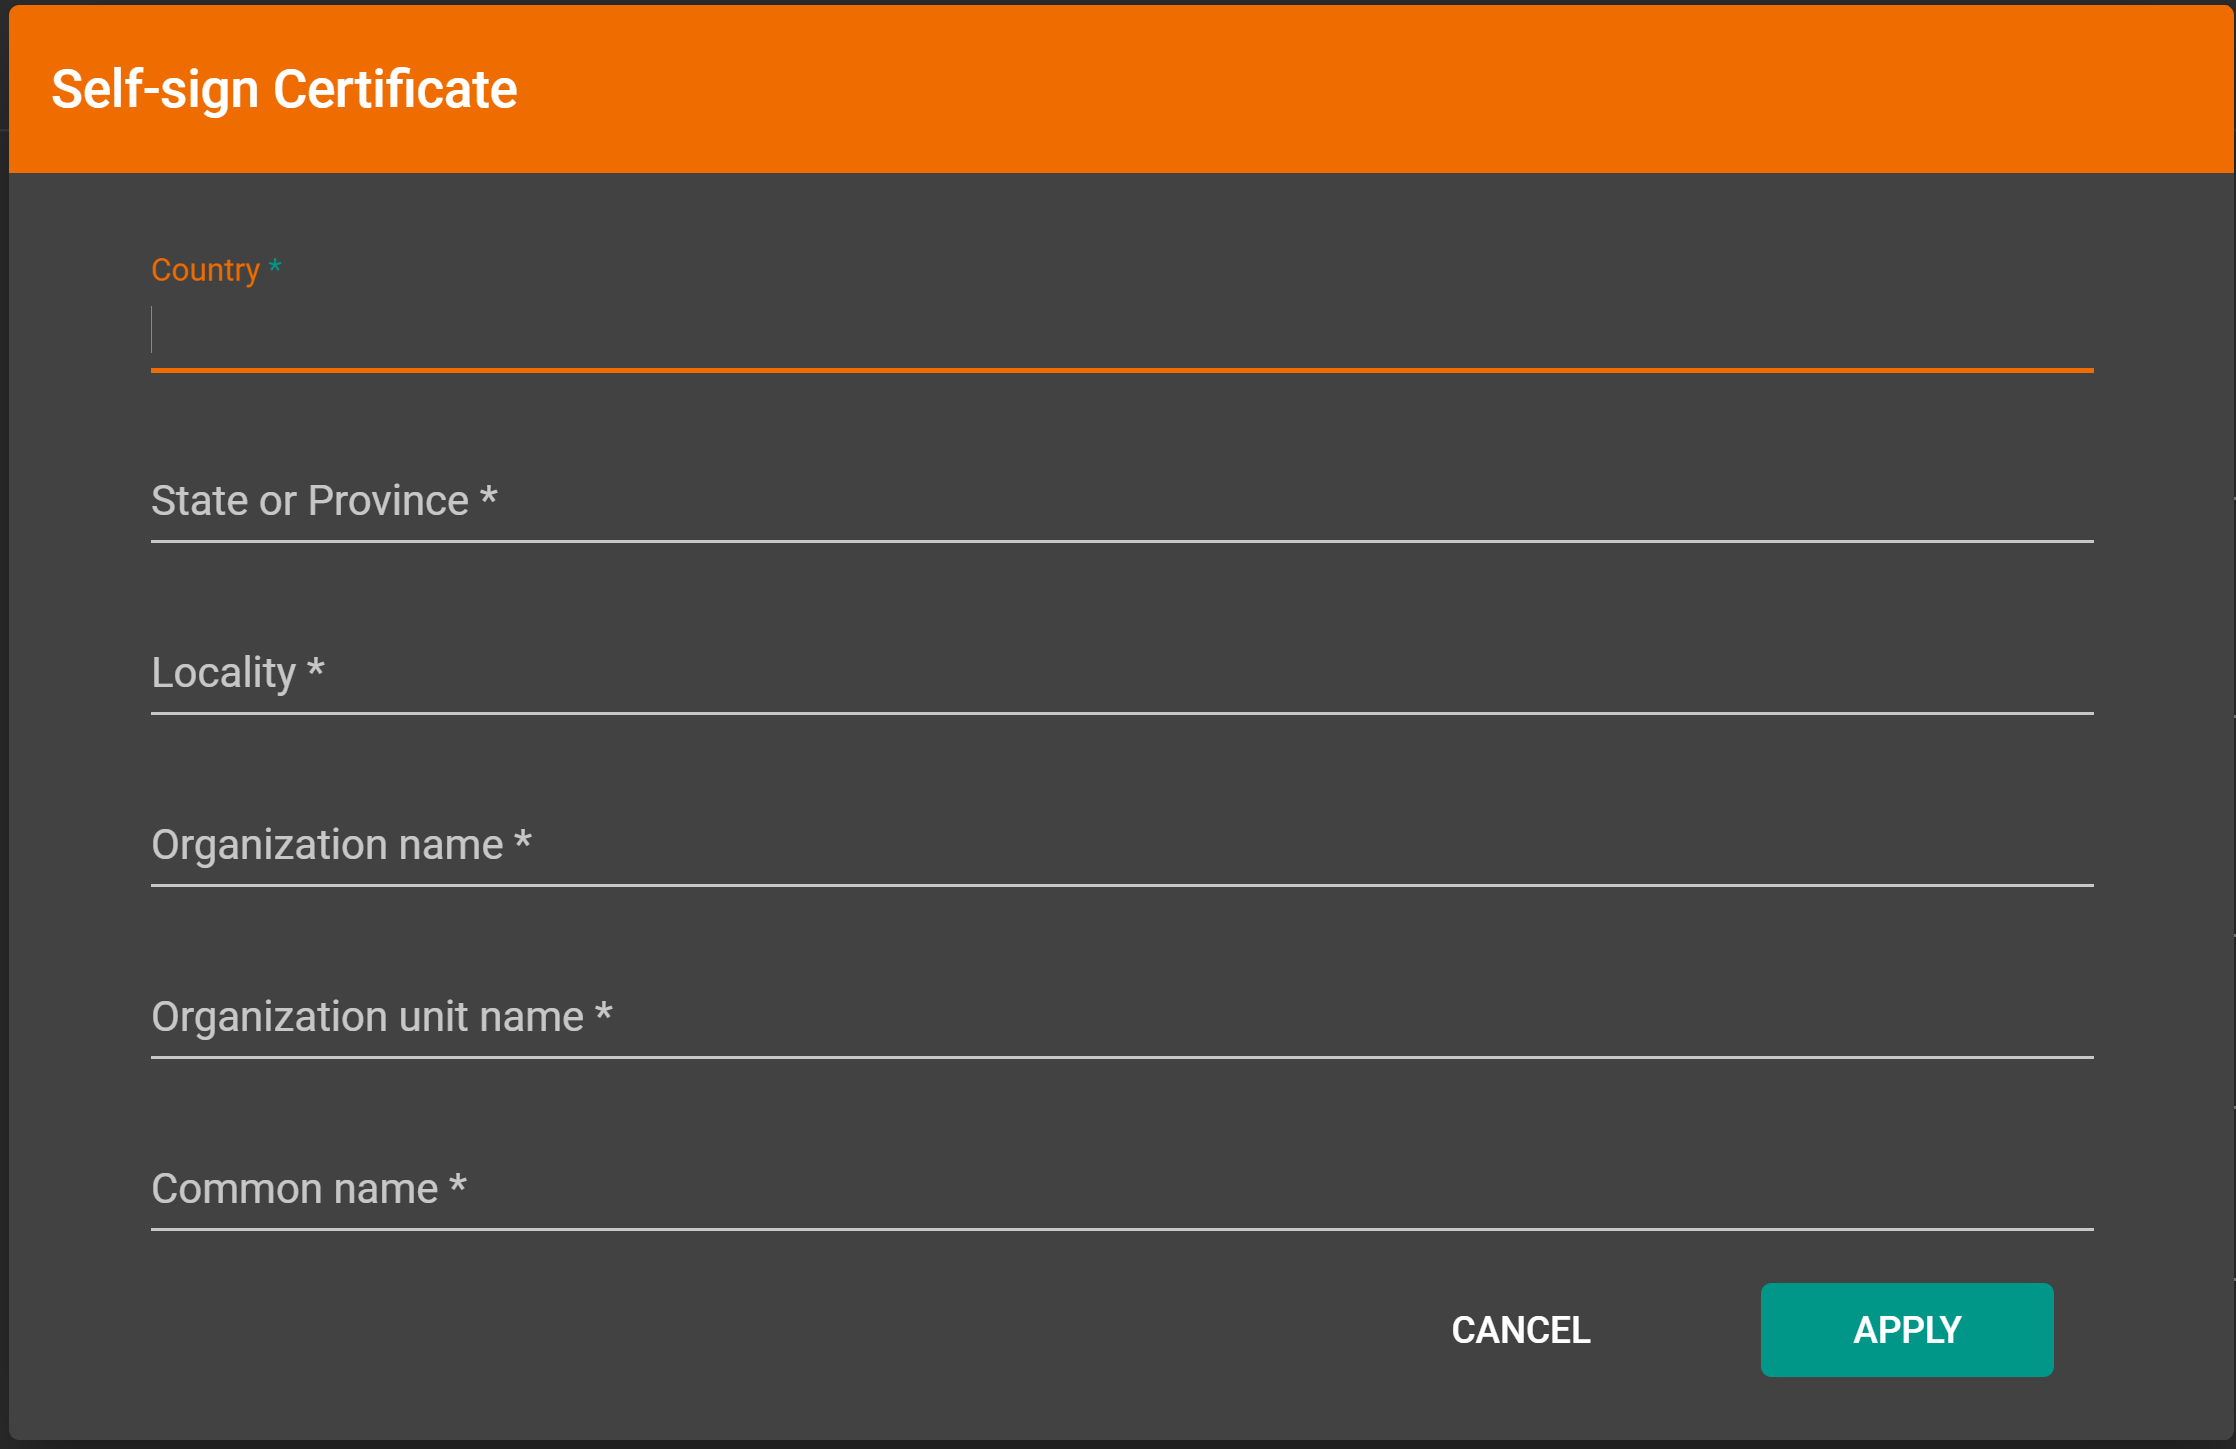 Self-sign Certificate
Country *
State or Province *
Locality *
Organization name *
Organization unit name *
Common name *
CANCEL APPLY